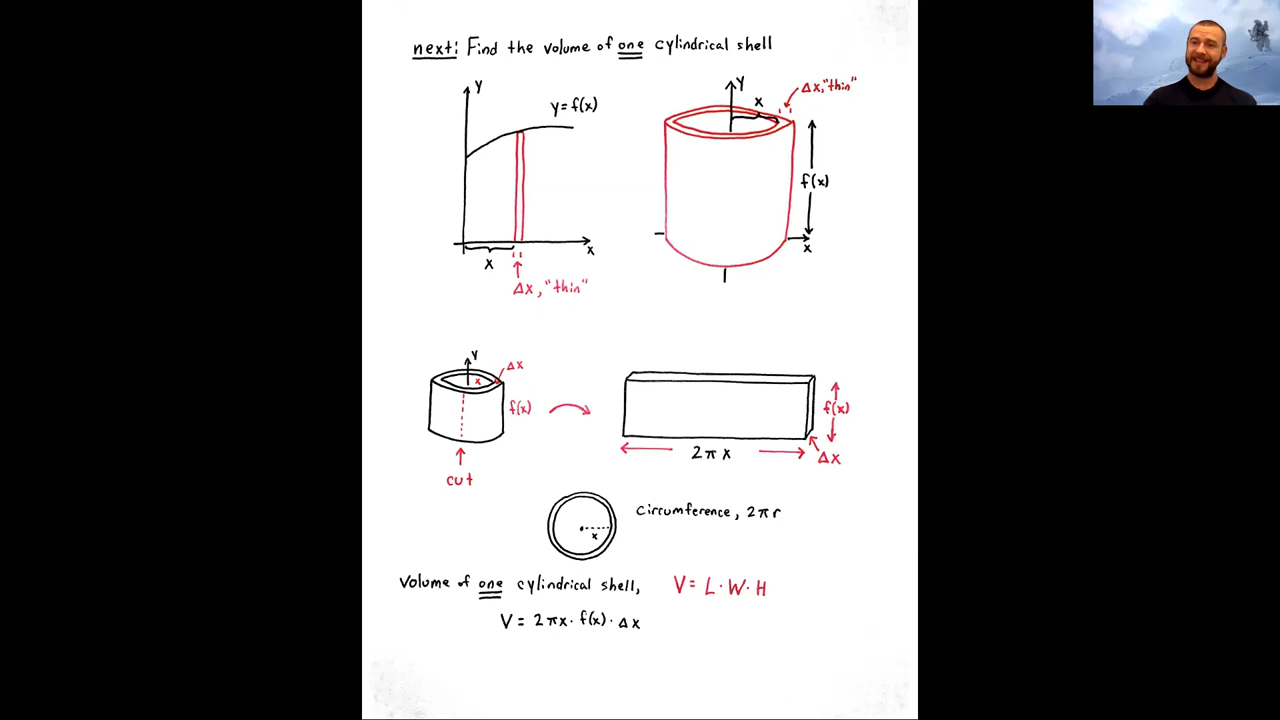 next: Find the volume of one cylindrical shell
Y
y=f(x)
x
x
Δx, "thin"
Y
x
Δx, "thin"
f(x)
x
Y
Δx
x
f(x)
cut
f(x)
2πx
Δx
x
Circumference, 2πr
Volume of one cylindrical shell,
V= L·W·H
V= 2πx·f(x)·Δx